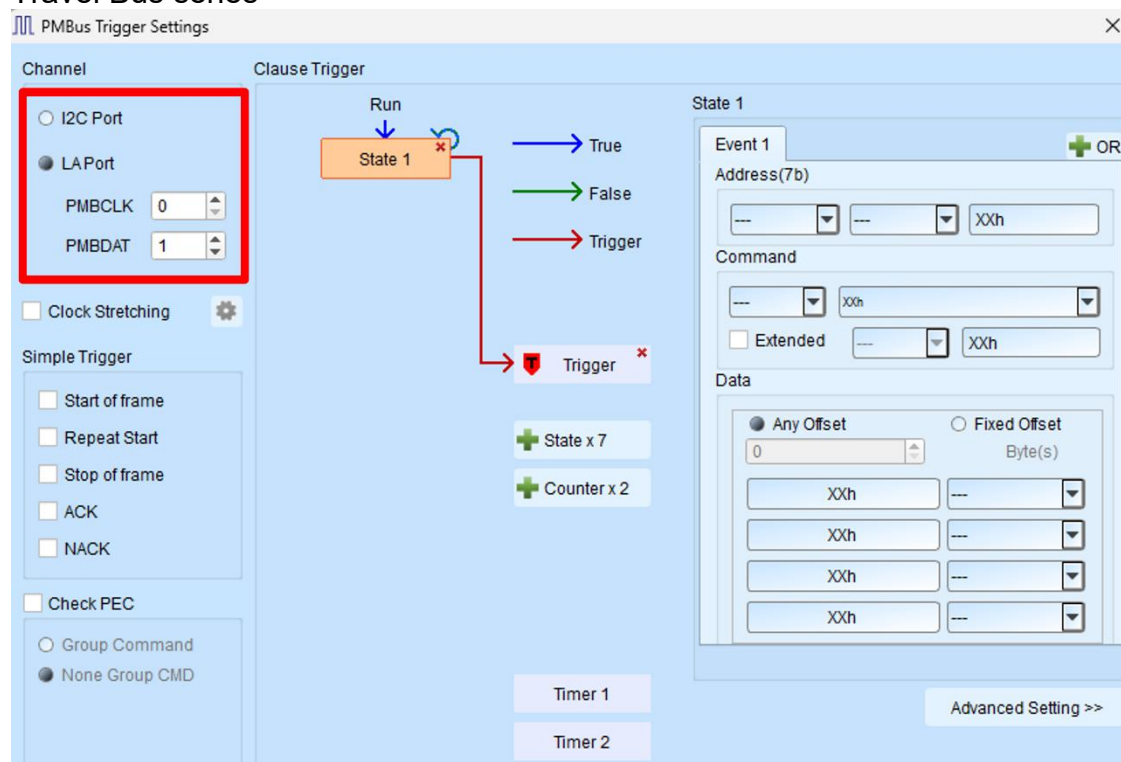 Travel Bus series
PMBus Trigger Settings
Channel
I2C Port
LA Port
PMBCLK 0
PMBDAT 1
Clock Stretching
Simple Trigger
Start of frame
Repeat Start
Stop of frame
ACK
NACK
Check PEC
Group Command
None Group CMD
Clause Trigger
Run
State 1
True
False
Trigger
T Trigger
State x 7
Counter x 2
Timer 1
Timer 2
State 1
Event 1
OR
Address(7b)
--- --- XXh
Command
--- XXh
Extended --- XXh
Data
Any Offset Fixed Offset
0 Byte(s)
XXh ---
XXh ---
XXh ---
XXh ---
Advanced Setting >>